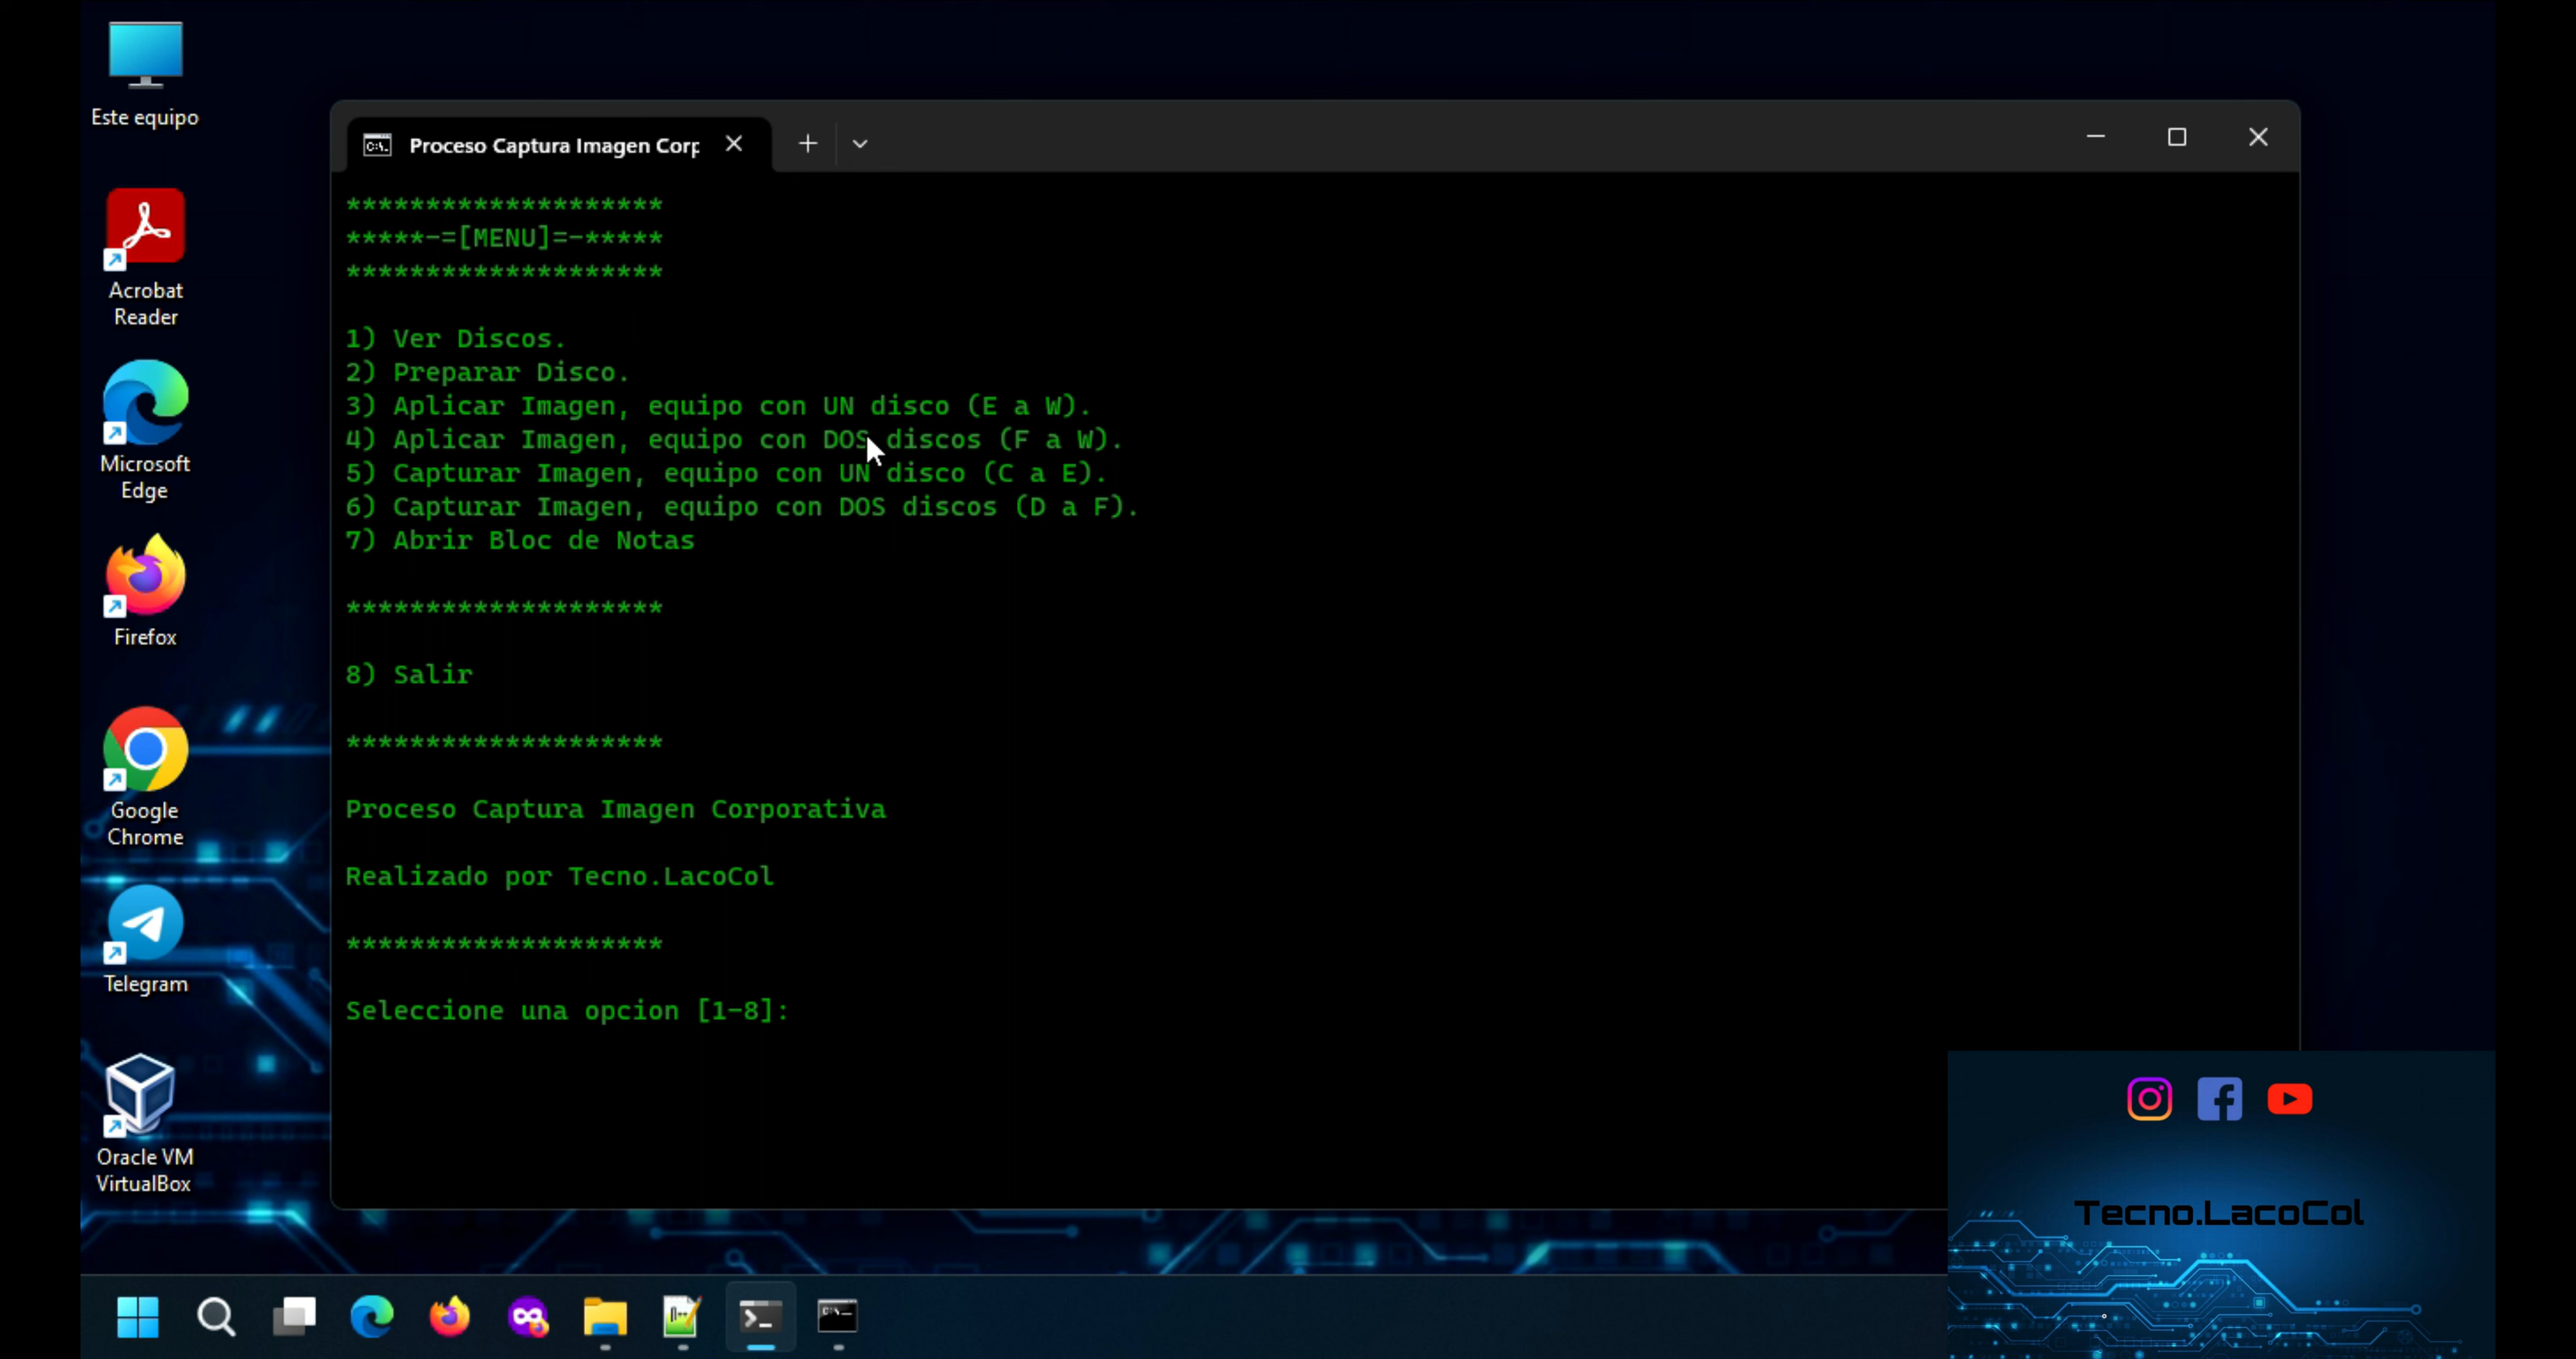 Este equipo
Acrobat
Reader
Microsoft
Edge
Firefox
Google
Chrome
Telegram
Oracle VM
VirtualBox
Proceso Captura Imagen Corp
********************
*****-=[MENU]=-*****
********************
1) Ver Discos.
2) Preparar Disco.
3) Aplicar Imagen, equipo con UN disco (E a W).
4) Aplicar Imagen, equipo con DOS discos (F a W).
5) Capturar Imagen, equipo con UN disco (C a E).
6) Capturar Imagen, equipo con DOS discos (D a F).
7) Abrir Bloc de Notas
********************
8) Salir
********************
Proceso Captura Imagen Corporativa
Realizado por Tecno.LacoCol
********************
Seleccione una opcion [1-8]:
Tecno.LacoCol